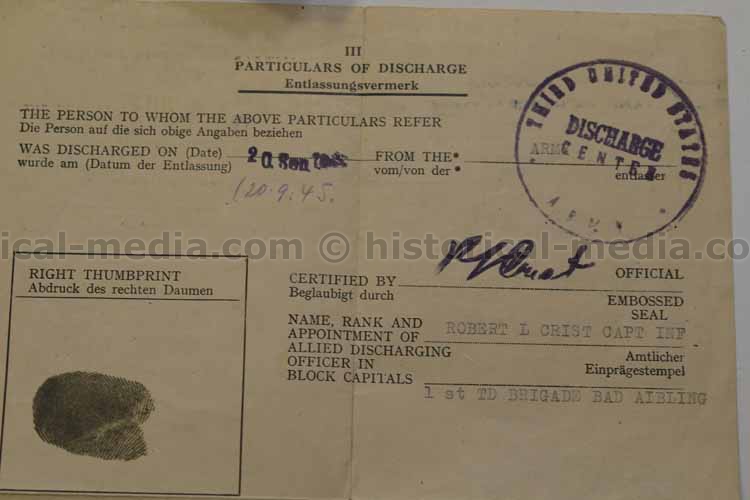 III
PARTICULARS OF DISCHARGE
Entlassungsvermerk
THE PERSON TO WHOM THE ABOVE PARTICULARS REFER
Die Person auf die sich obige Angaben beziehen
WAS DISCHARGED ON (Date) 20 FROM THE* ARMY
wurde am (Datum der Entlassung) vom/von der* entlassen
(20.9.45.
THIRD UNITED STATES
DISCHARGE
CENTER
ARMY
historical-media.com © historical-media.com
RIGHT THUMBPRINT
Abdruck des rechten Daumen
CERTIFIED BY
Beglaubigt durch
OFFICIAL
EMBOSSED
SEAL
NAME, RANK AND
APPOINTMENT OF
ALLIED DISCHARGING
OFFICER IN
BLOCK CAPITALS
ROBERT L CRIST CAPT INF
Amtlicher
Einprägestempel
1 st TD BRIGADE BAD AIBLING